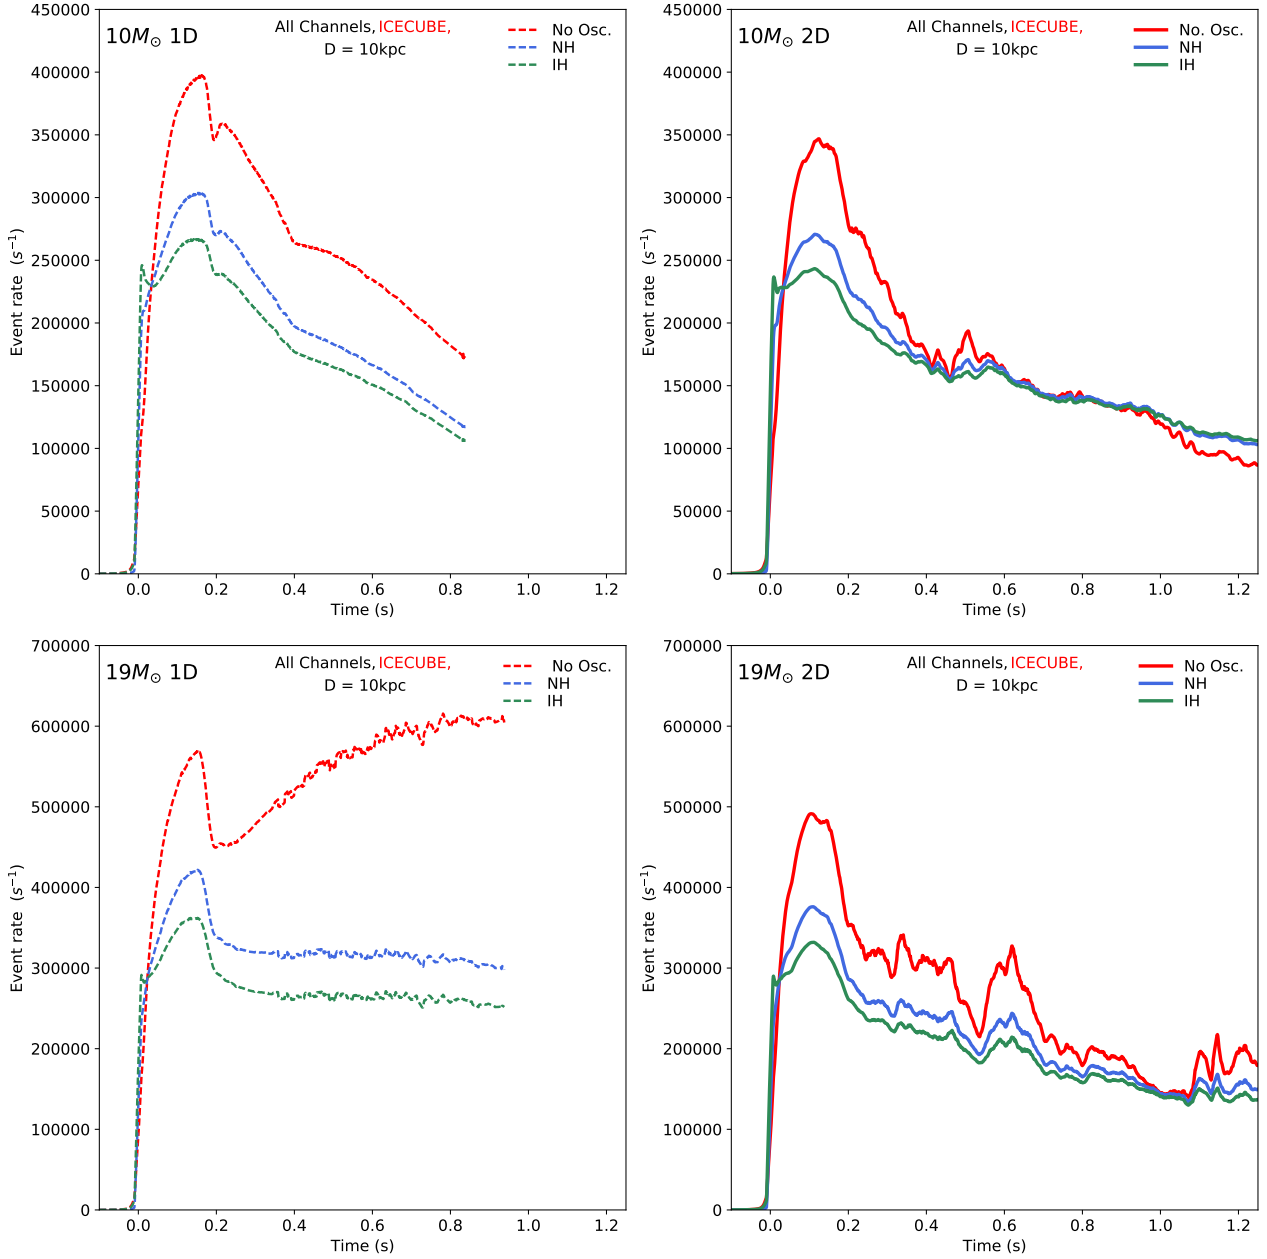 10M⊙ 1D
All Channels, ICECUBE,
D = 10kpc
No Osc.
NH
IH
450000
400000
350000
300000
250000
200000
150000
100000
50000
0
Event rate (s⁻¹)
0.0 0.2 0.4 0.6 0.8 1.0 1.2
Time (s)
10M⊙ 2D
All Channels, ICECUBE,
D = 10kpc
No. Osc.
NH
IH
450000
400000
350000
300000
250000
200000
150000
100000
50000
0
Event rate (s⁻¹)
0.0 0.2 0.4 0.6 0.8 1.0 1.2
Time (s)
19M⊙ 1D
All Channels, ICECUBE,
D = 10kpc
No Osc.
NH
IH
700000
600000
500000
400000
300000
200000
100000
0
Event rate (s⁻¹)
0.0 0.2 0.4 0.6 0.8 1.0 1.2
Time (s)
19M⊙ 2D
All Channels, ICECUBE,
D = 10kpc
No Osc.
NH
IH
700000
600000
500000
400000
300000
200000
100000
0
Event rate (s⁻¹)
0.0 0.2 0.4 0.6 0.8 1.0 1.2
Time (s)